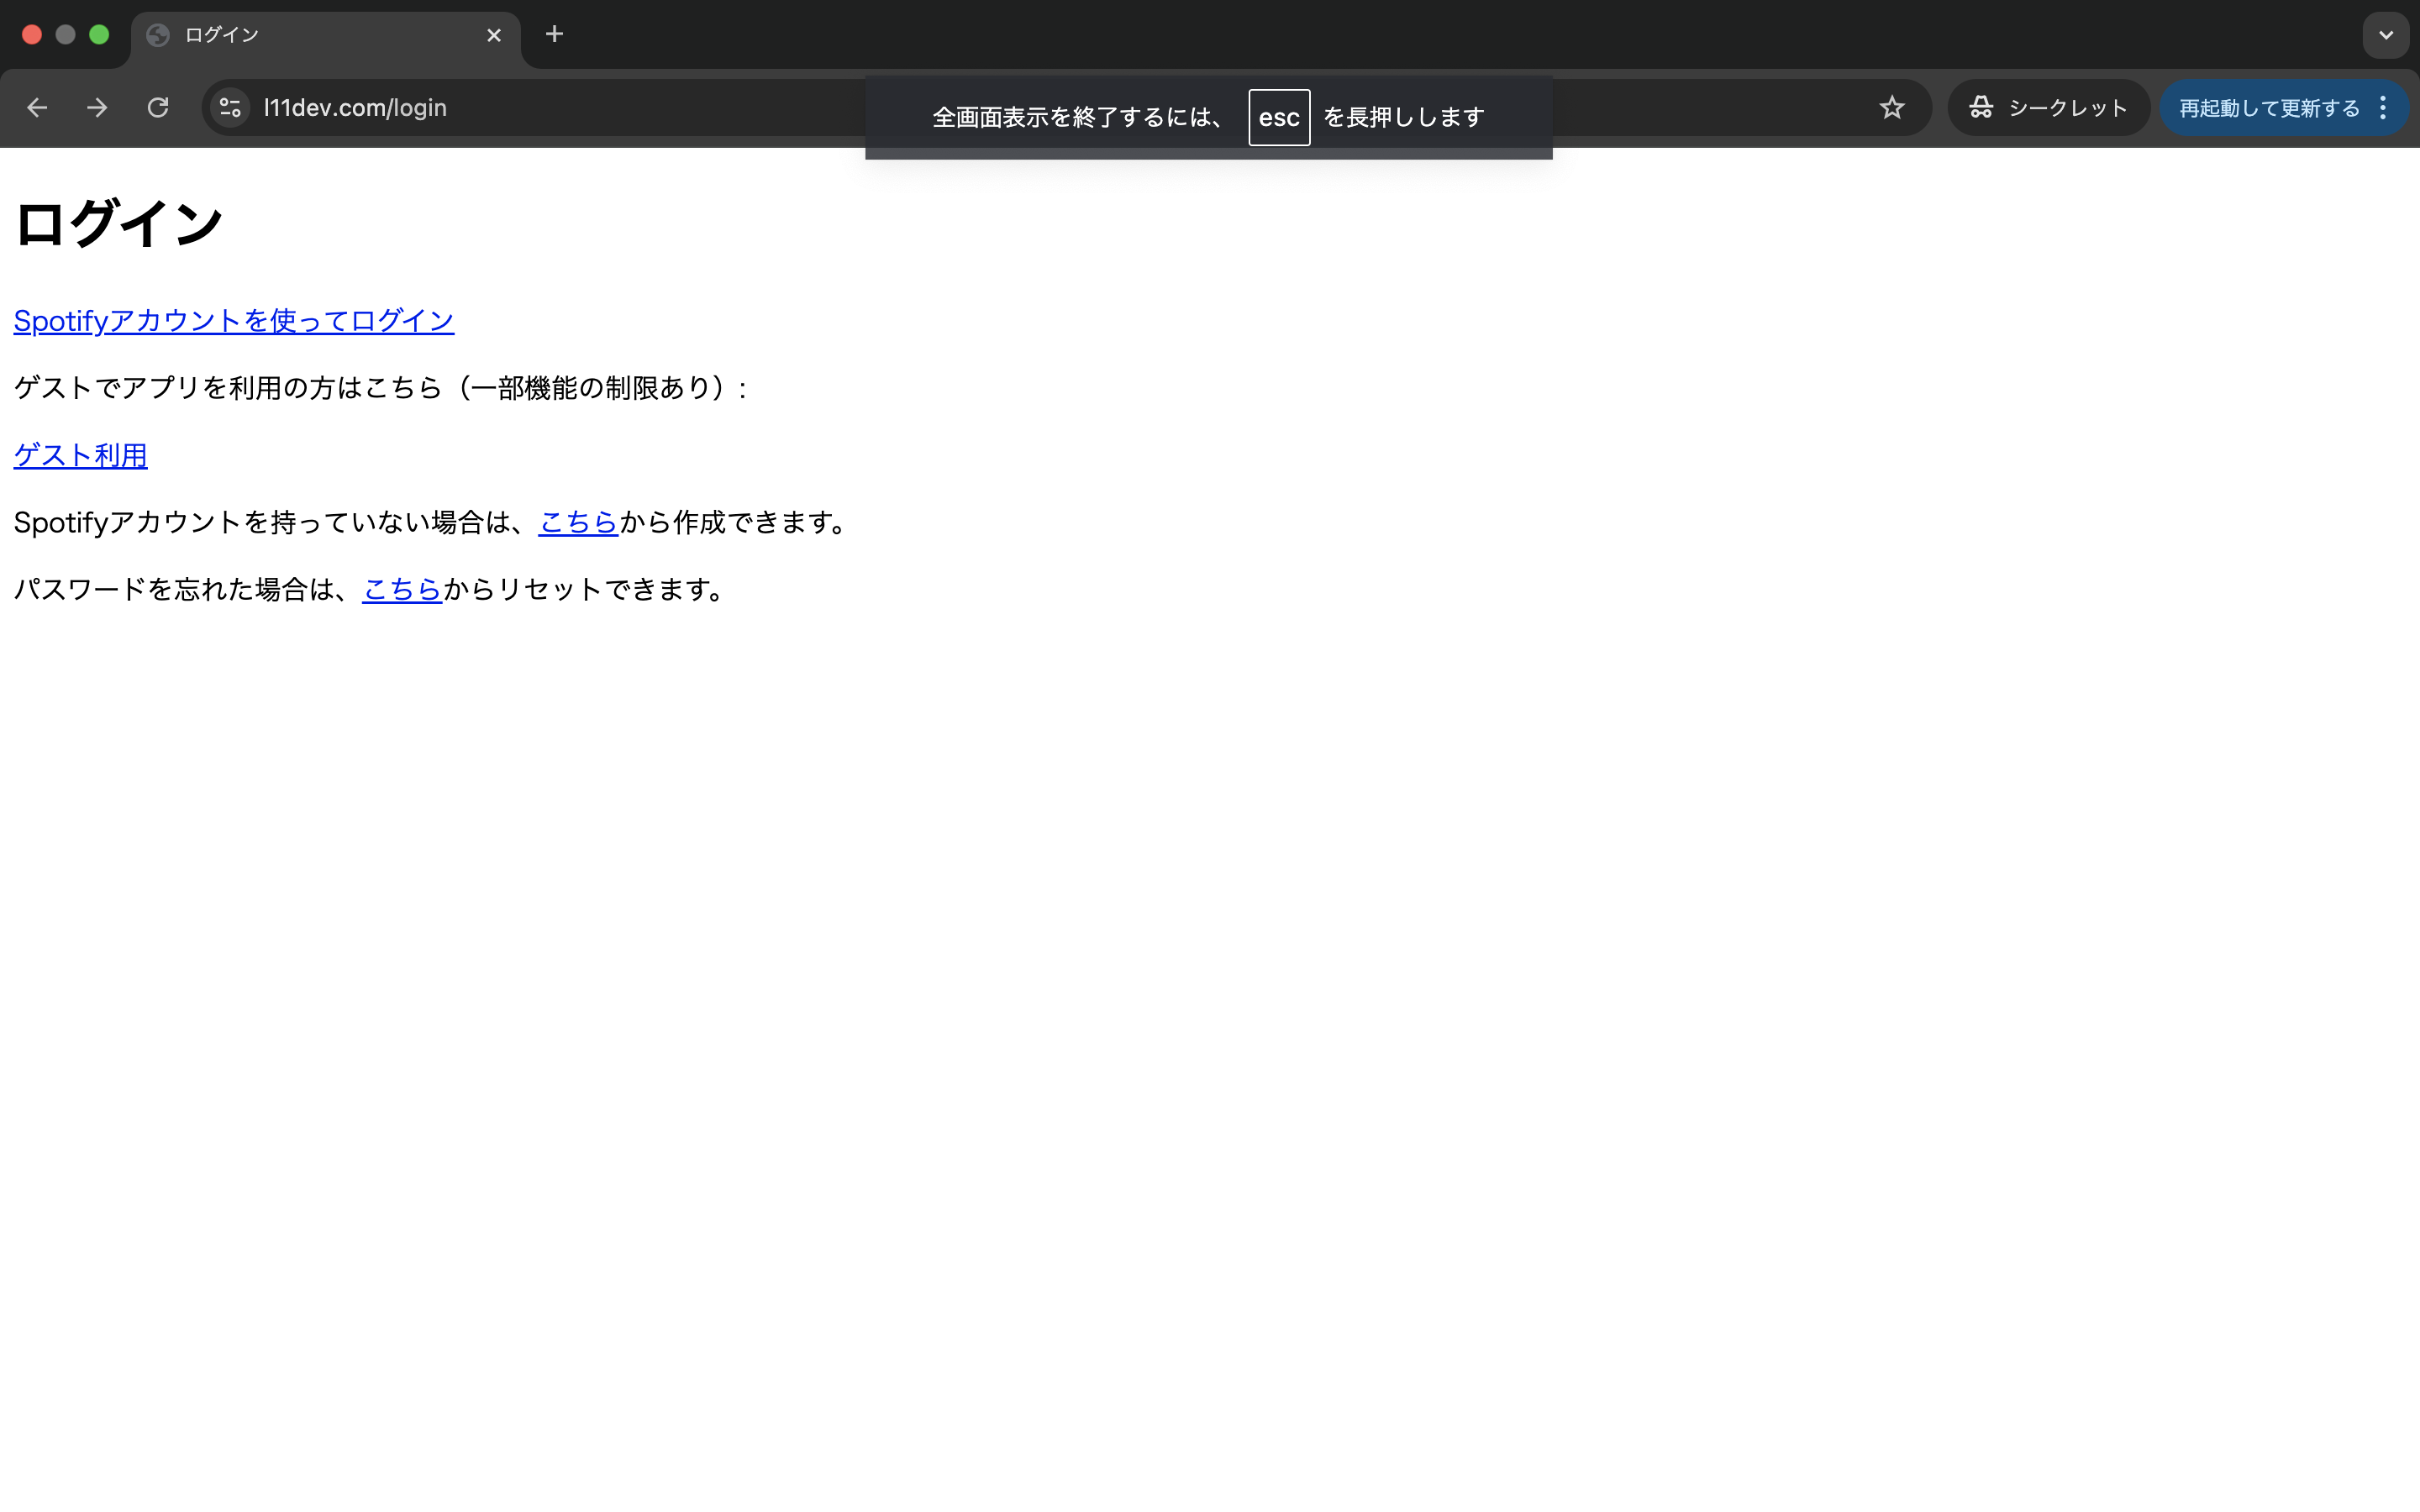 ログイン
l11dev.com/login
シークレット
再起動して更新する
全画面表示を終了するには、 esc を長押しします
ログイン
Spotifyアカウントを使ってログイン
ゲストでアプリを利用の方はこちら（一部機能の制限あり）:
ゲスト利用
Spotifyアカウントを持っていない場合は、こちらから作成できます。
パスワードを忘れた場合は、こちらからリセットできます。